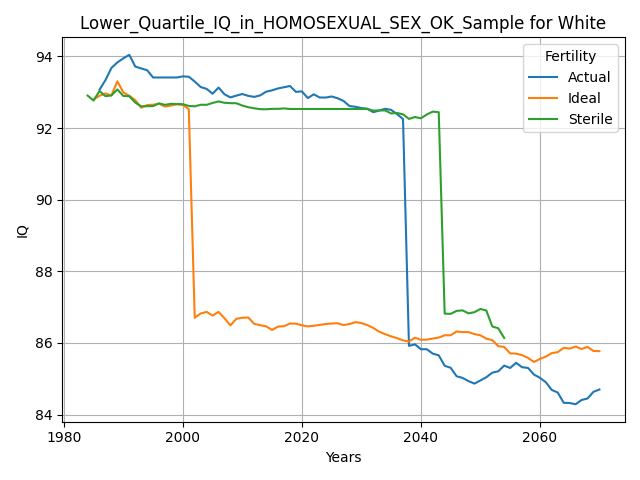 Lower_Quartile_IQ_in_HOMOSEXUAL_SEX_OK_Sample for White
Fertility
Actual
Ideal
Sterile
IQ
94
92
90
88
86
84
1980
2000
2020
2040
2060
Years